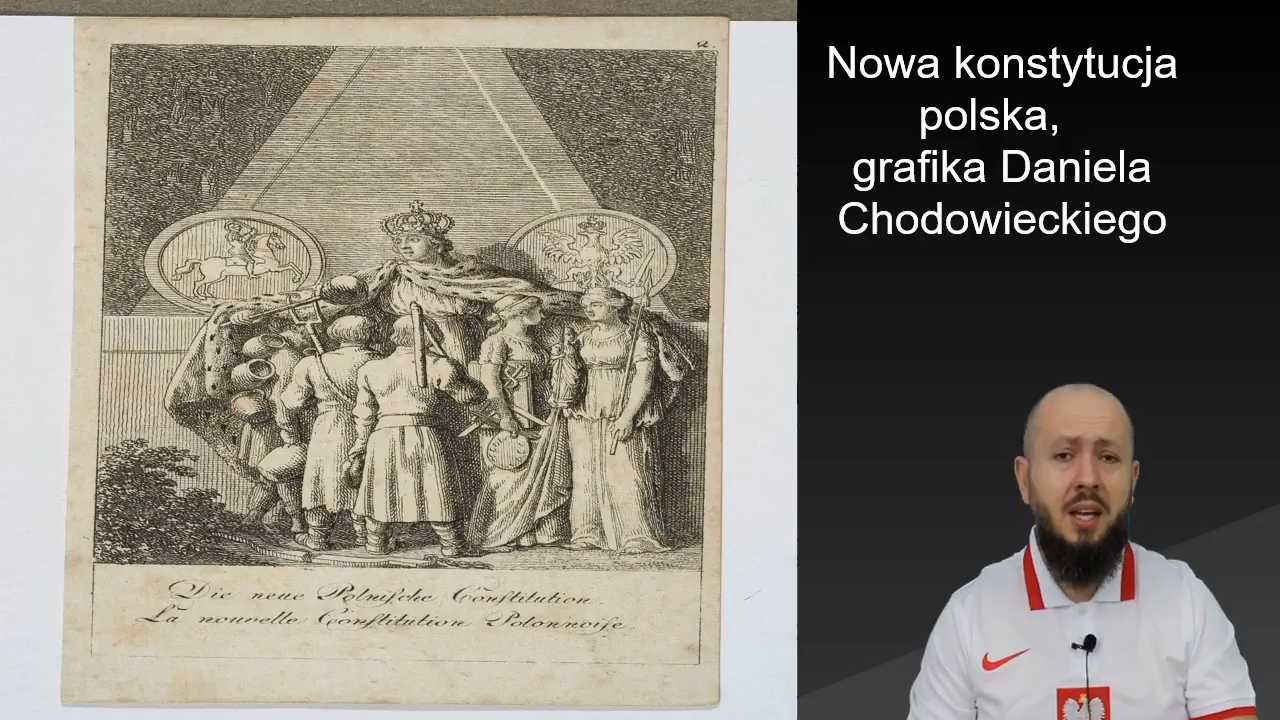 2.
Die neue Polnische Conſtitution.
La nouvelle Conſtitution Polonnoiſe
Nowa konstytucja
polska,
grafika Daniela
Chodowieckiego